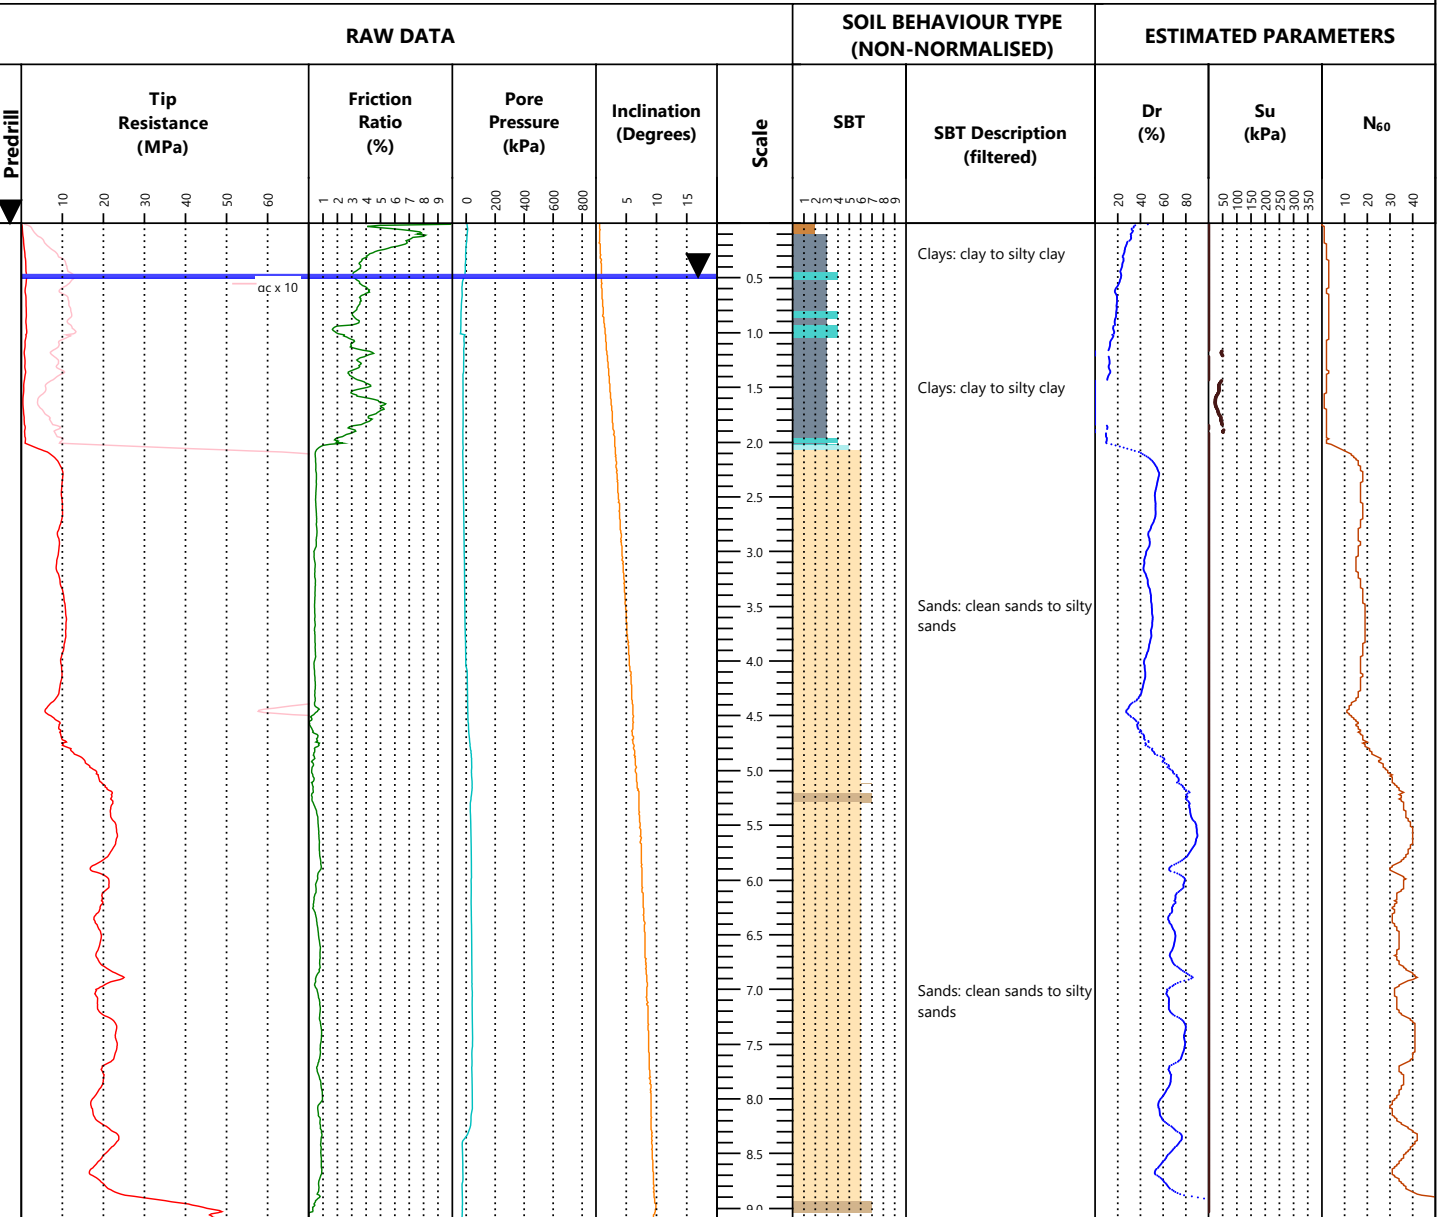 RAW DATA
SOIL BEHAVIOUR TYPE
(NON-NORMALISED)
ESTIMATED PARAMETERS
Predrill
Tip
Resistance
(MPa)
Friction
Ratio
(%)
Pore
Pressure
(kPa)
Inclination
(Degrees)
Scale
SBT
SBT Description
(filtered)
Dr
(%)
Su
(kPa)
N60
10 20 30 40 50 60
1 2 3 4 5 6 7 8 9
0 200 400 600 800
5 10 15
1 2 3 4 5 6 7 8 9
20 40 60 80
50 100 150 200 250 300 350
10 20 30 40
Clays: clay to silty clay
0.5
qc x 10
1.0
Clays: clay to silty clay
1.5
2.0
2.5
3.0
3.5
Sands: clean sands to silty
sands
4.0
4.5
5.0
5.5
6.0
6.5
7.0
Sands: clean sands to silty
sands
7.5
8.0
8.5
9.0